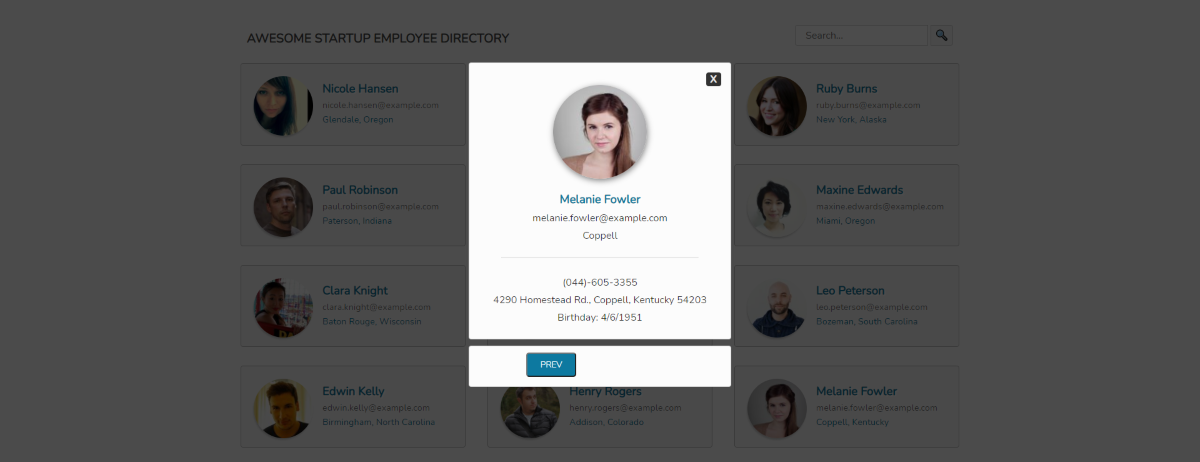 AWESOME STARTUP EMPLOYEE DIRECTORY
Search...
Nicole Hansen
nicole.hansen@example.com
Glendale, Oregon
X
Melanie Fowler
melanie.fowler@example.com
Coppell
(044)-605-3355
4290 Homestead Rd., Coppell, Kentucky 54203
Birthday: 4/6/1951
PREV
Ruby Burns
ruby.burns@example.com
New York, Alaska
Paul Robinson
paul.robinson@example.com
Paterson, Indiana
Maxine Edwards
maxine.edwards@example.com
Miami, Oregon
Clara Knight
clara.knight@example.com
Baton Rouge, Wisconsin
Leo Peterson
leo.peterson@example.com
Bozeman, South Carolina
Edwin Kelly
edwin.kelly@example.com
Birmingham, North Carolina
Henry Rogers
henry.rogers@example.com
Addison, Colorado
Melanie Fowler
melanie.fowler@example.com
Coppell, Kentucky